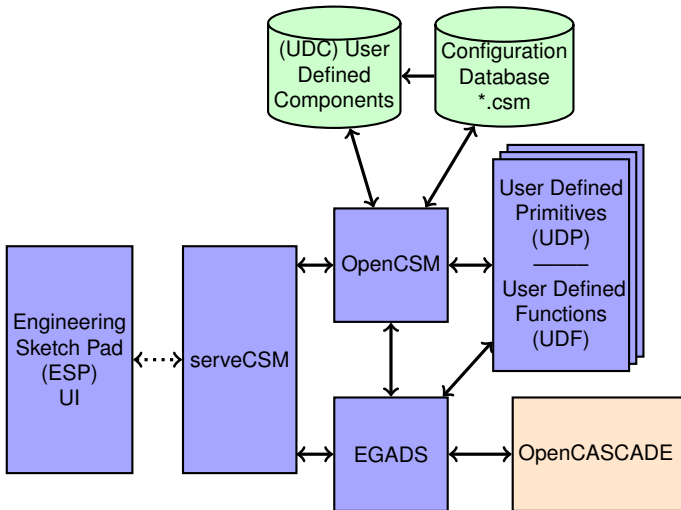 (UDC) User
Defined
Components
Configuration
Database
*.csm
User Defined
Primitives
(UDP)
User Defined
Functions
(UDF)
OpenCSM
Engineering
Sketch Pad
(ESP)
UI
serveCSM
EGADS
OpenCASCADE